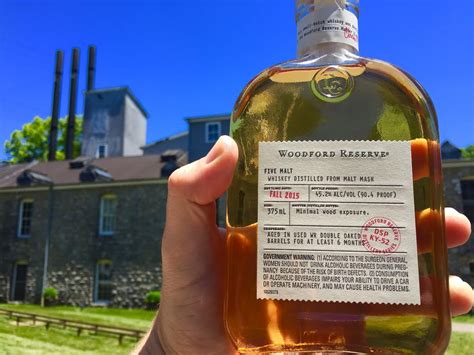 WOODFORD RESERVE®
FIVE MALT
WHISKEY DISTILLED FROM MALT MASH
FALL 2015
45.2% ALC/VOL (90.4 PROOF)
375mL
Minimal wood exposure.
AGED IN USED WR DOUBLE OAKED
BARRELS FOR AT LEAST 6 MONTHS
WOODFORD RESERVE
DSP
KY-52
GOVERNMENT WARNING: (1) ACCORDING TO THE SURGEON GENERAL,
WOMEN SHOULD NOT DRINK ALCOHOLIC BEVERAGES DURING PREG-
NANCY BECAUSE OF THE RISK OF BIRTH DEFECTS. (2) CONSUMPTION
OF ALCOHOLIC BEVERAGES IMPAIRS YOUR ABILITY TO DRIVE A CAR
OR OPERATE MACHINERY, AND MAY CAUSE HEALTH PROBLEMS.